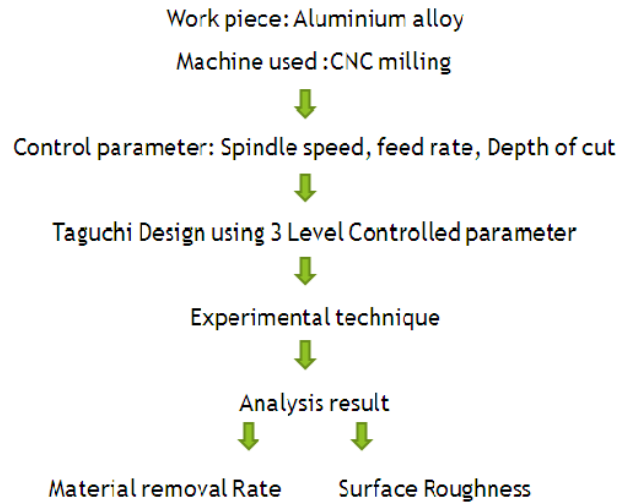 Work piece: Aluminium alloy
Machine used :CNC milling
Control parameter: Spindle speed, feed rate, Depth of cut
Taguchi Design using 3 Level Controlled parameter
Experimental technique
Analysis result
Material removal Rate
Surface Roughness